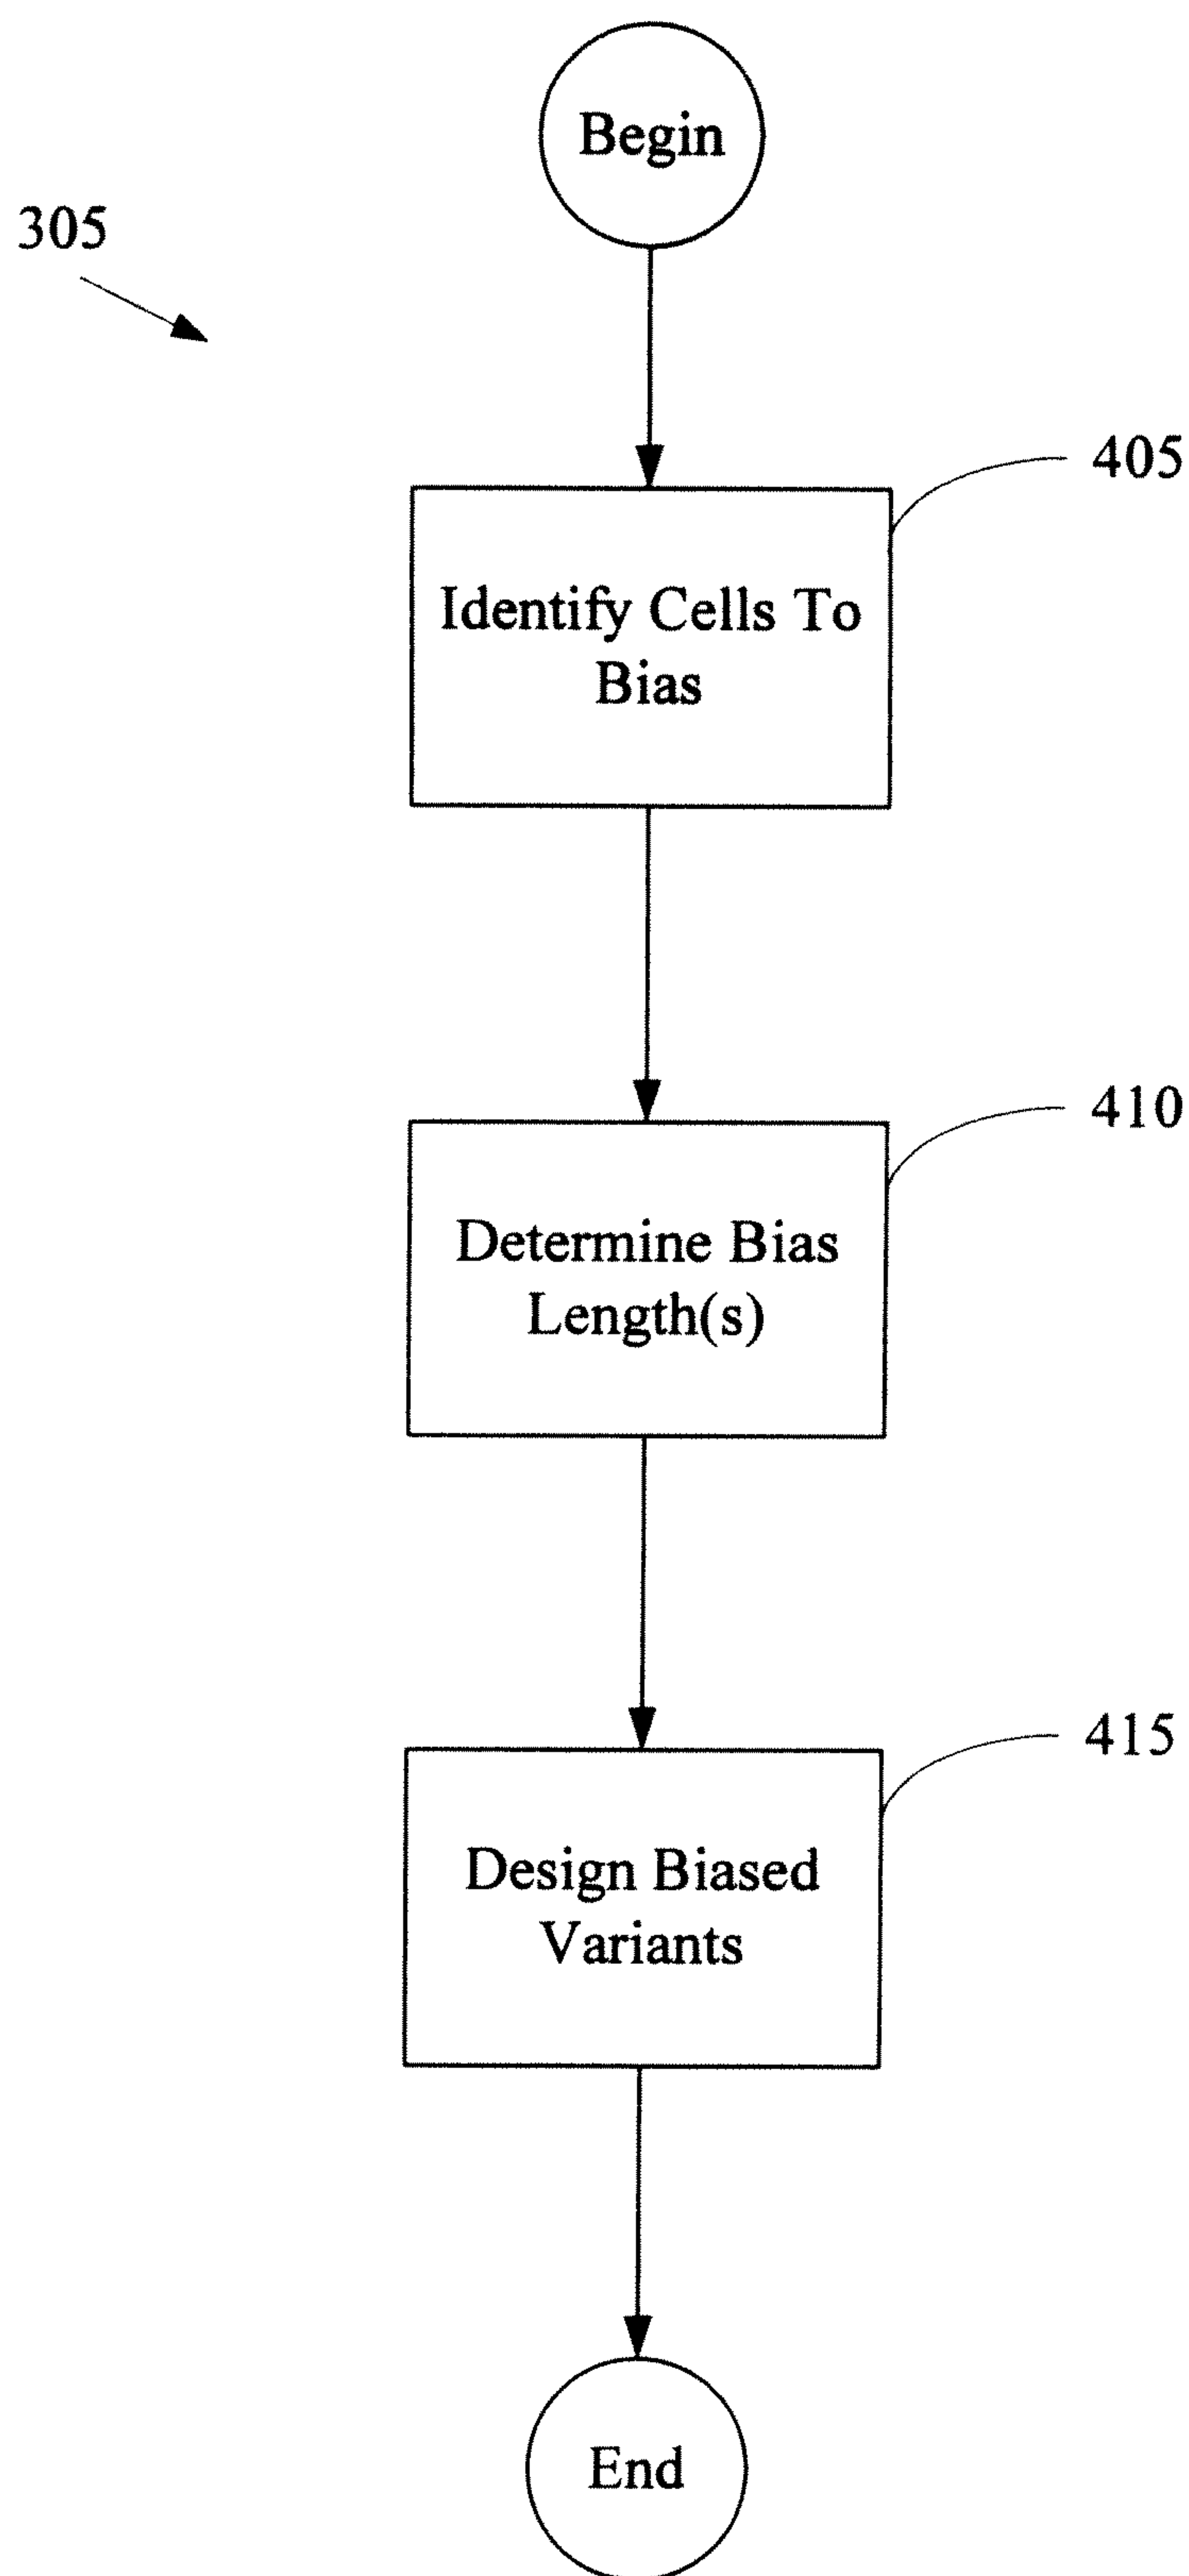 Begin
305
405
Identify Cells To
Bias
410
Determine Bias
Length(s)
415
Design Biased
Variants
End